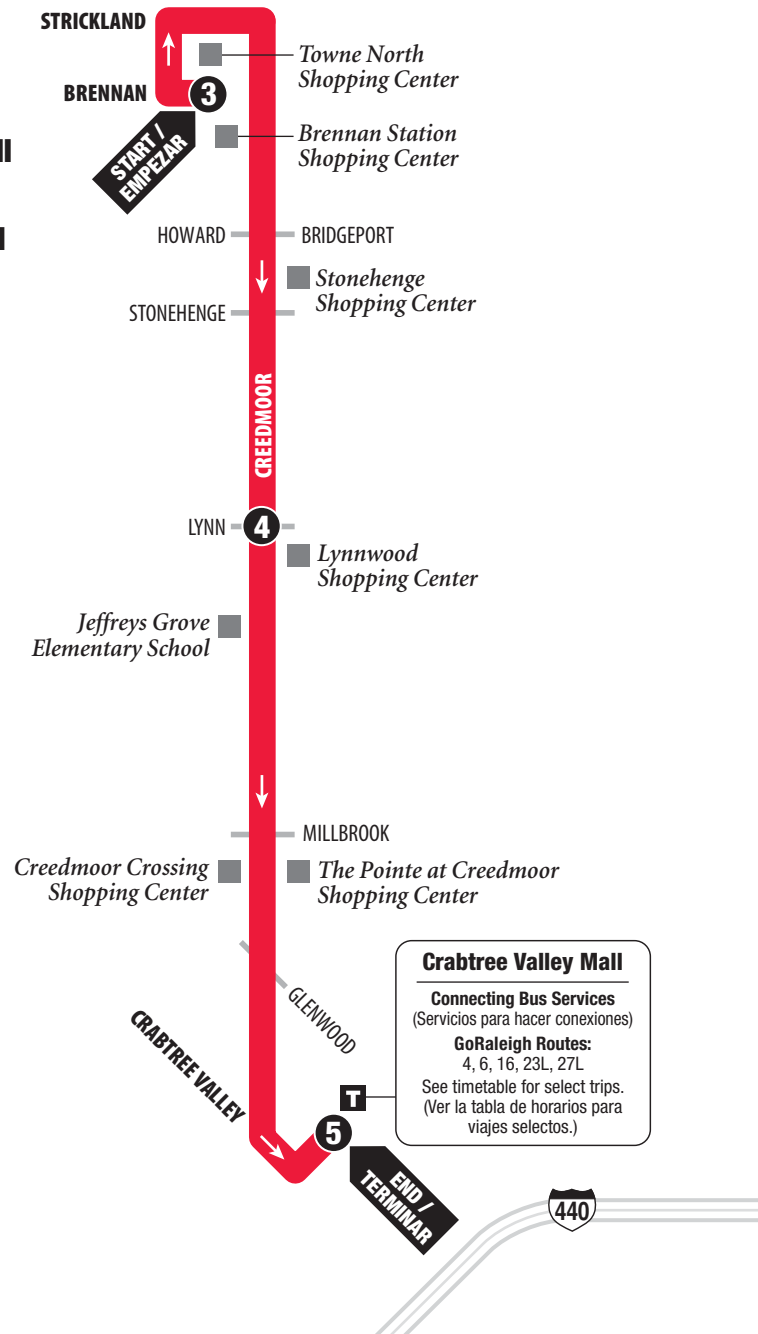 STRICKLAND
Towne North
Shopping Center
BRENNAN
3
START /
EMPEZAR
Brennan Station
Shopping Center
HOWARD
BRIDGEPORT
Stonehenge
Shopping Center
STONEHENGE
CREEDMOOR
LYNN
4
Lynnwood
Shopping Center
Jeffreys Grove
Elementary School
MILLBROOK
Creedmoor Crossing
Shopping Center
The Pointe at Creedmoor
Shopping Center
GLENWOOD
CRABTREE VALLEY
Crabtree Valley Mall
Connecting Bus Services
(Servicios para hacer conexiones)
GoRaleigh Routes:
4, 6, 16, 23L, 27L
See timetable for select trips.
(Ver la tabla de horarios para
viajes selectos.)
T
5
END /
TERMINAR
440